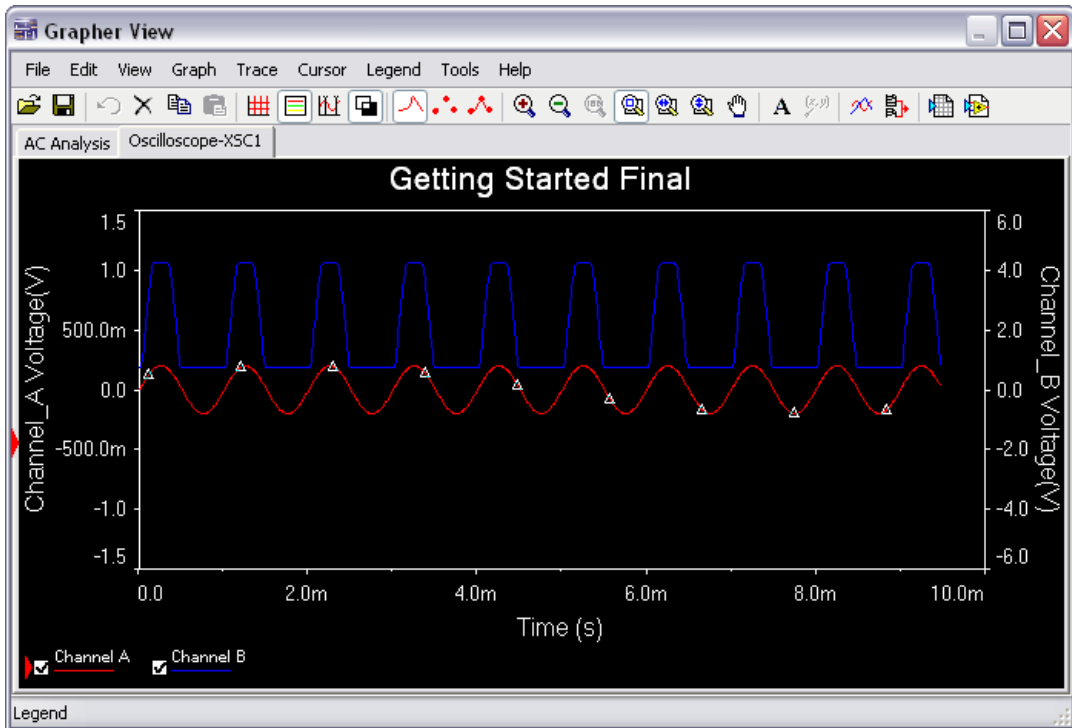 Grapher View
File Edit View Graph Trace Cursor Legend Tools Help
A
AC Analysis Oscilloscope-XSC1
Getting Started Final
Channel_A Voltage(V)
1.5
1.0
500.0m
0.0
-500.0m
-1.0
-1.5
6.0
4.0
2.0
0.0
-2.0
-4.0
-6.0
Channel_B Voltage(V)
0.0 2.0m 4.0m 6.0m 8.0m 10.0m
Time (s)
Channel A Channel B
Legend